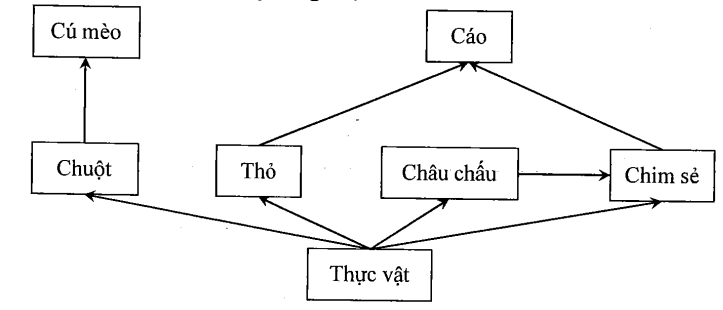 Cú mèo
Cáo
Chuột
Thỏ
Châu chấu
Chim sẻ
Thực vật